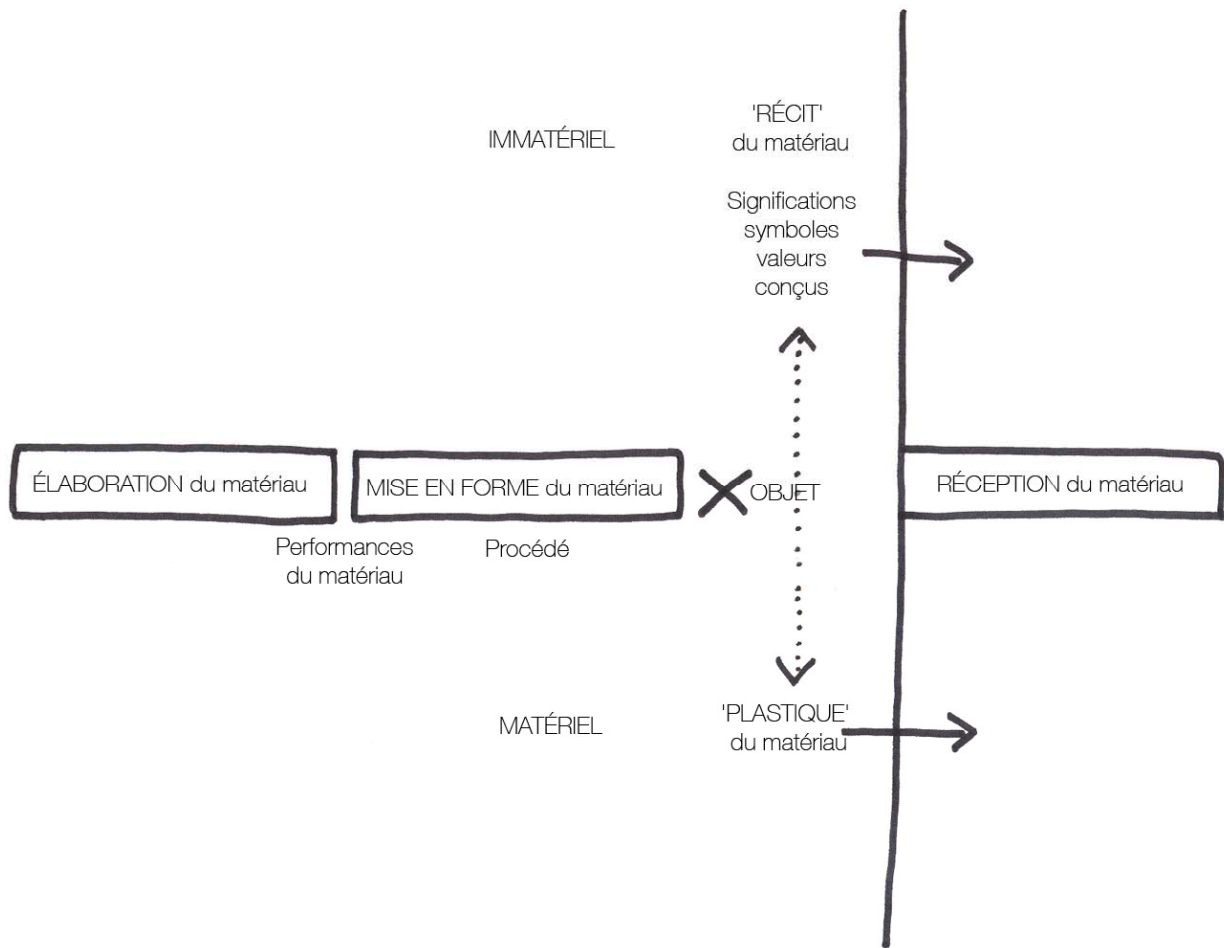 IMMATÉRIEL
'RÉCIT'
du matériau
Significations
symboles
valeurs
conçus
ÉLABORATION du matériau
MISE EN FORME du matériau
OBJET
RÉCEPTION du matériau
Performances
du matériau
Procédé
MATÉRIEL
'PLASTIQUE'
du matériau